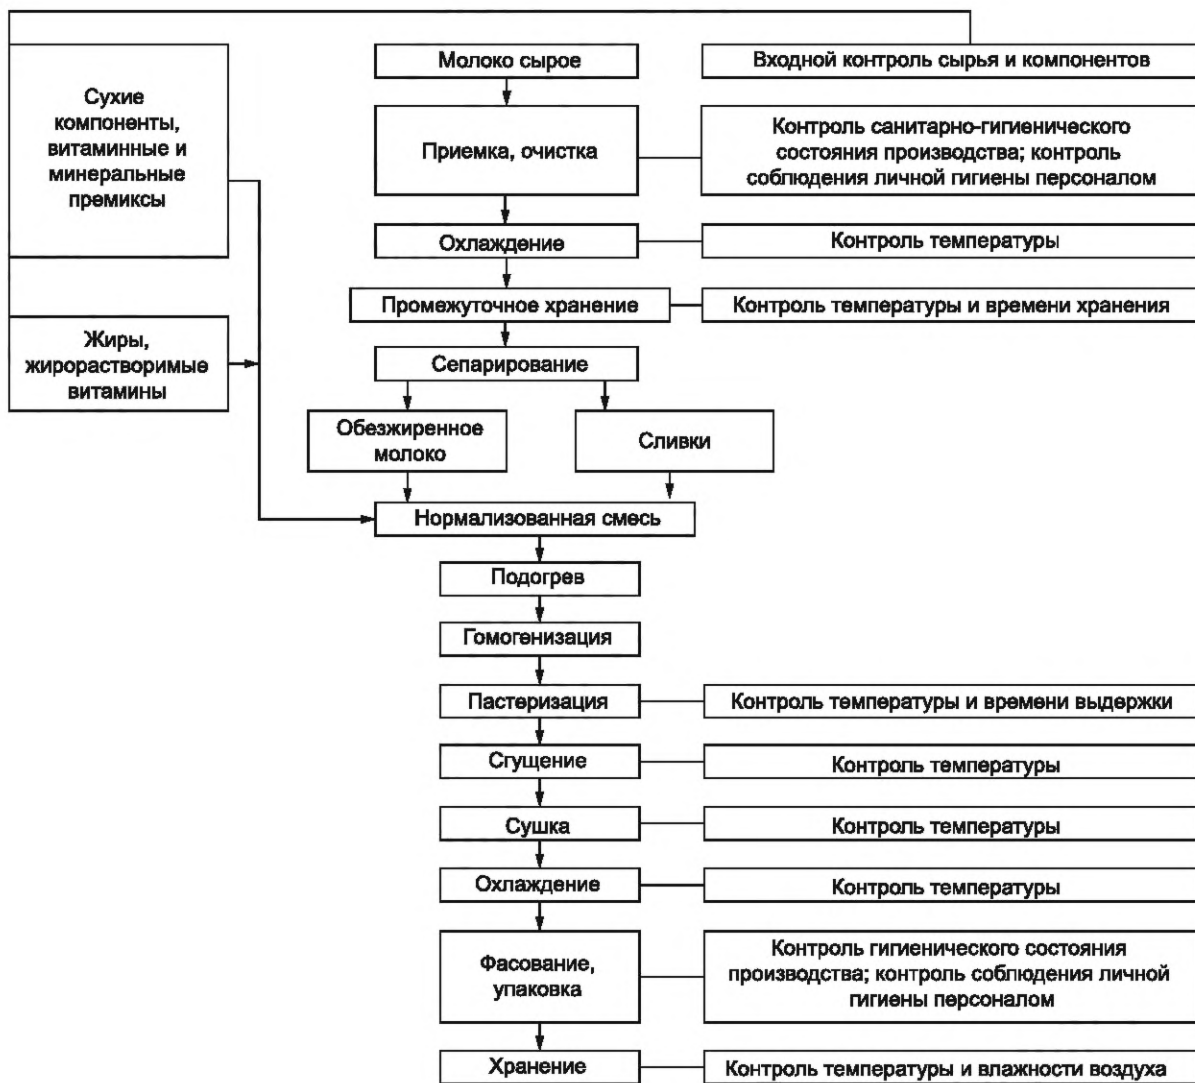 Молоко сырое
Входной контроль сырья и компонентов
Сухие
компоненты,
витаминные и
минеральные
премиксы
Приемка, очистка
Контроль санитарно-гигиенического
состояния производства; контроль
соблюдения личной гигиены персоналом
Охлаждение
Контроль температуры
Промежуточное хранение
Контроль температуры и времени хранения
Жиры,
жирорастворимые
витамины
Сепарирование
Обезжиренное
молоко
Сливки
Нормализованная смесь
Подогрев
Гомогенизация
Пастеризация
Контроль температуры и времени выдержки
Сгущение
Контроль температуры
Сушка
Контроль температуры
Охлаждение
Контроль температуры
Фасование,
упаковка
Контроль гигиенического состояния
производства; контроль соблюдения личной
гигиены персоналом
Хранение
Контроль температуры и влажности воздуха